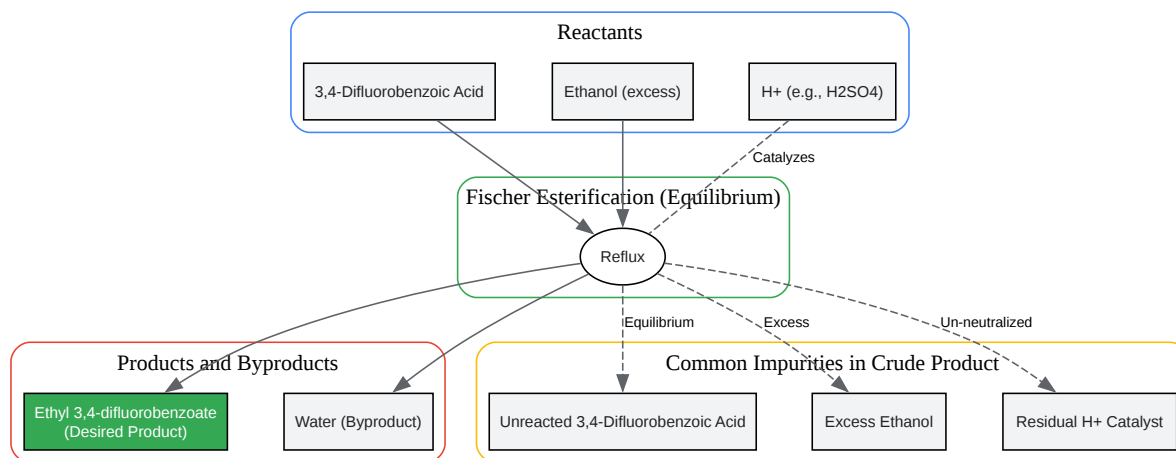 Reactants
3,4-Difluorobenzoic Acid
Ethanol (excess)
H+ (e.g., H2SO4)
Catalyzes
Fischer Esterification (Equilibrium)
Reflux
Equilibrium
Excess
Un-neutralized
Products and Byproducts
Common Impurities in Crude Product
Ethyl 3,4-difluorobenzoate
(Desired Product)
Water (Byproduct)
Unreacted 3,4-Difluorobenzoic Acid
Excess Ethanol
Residual H+ Catalyst